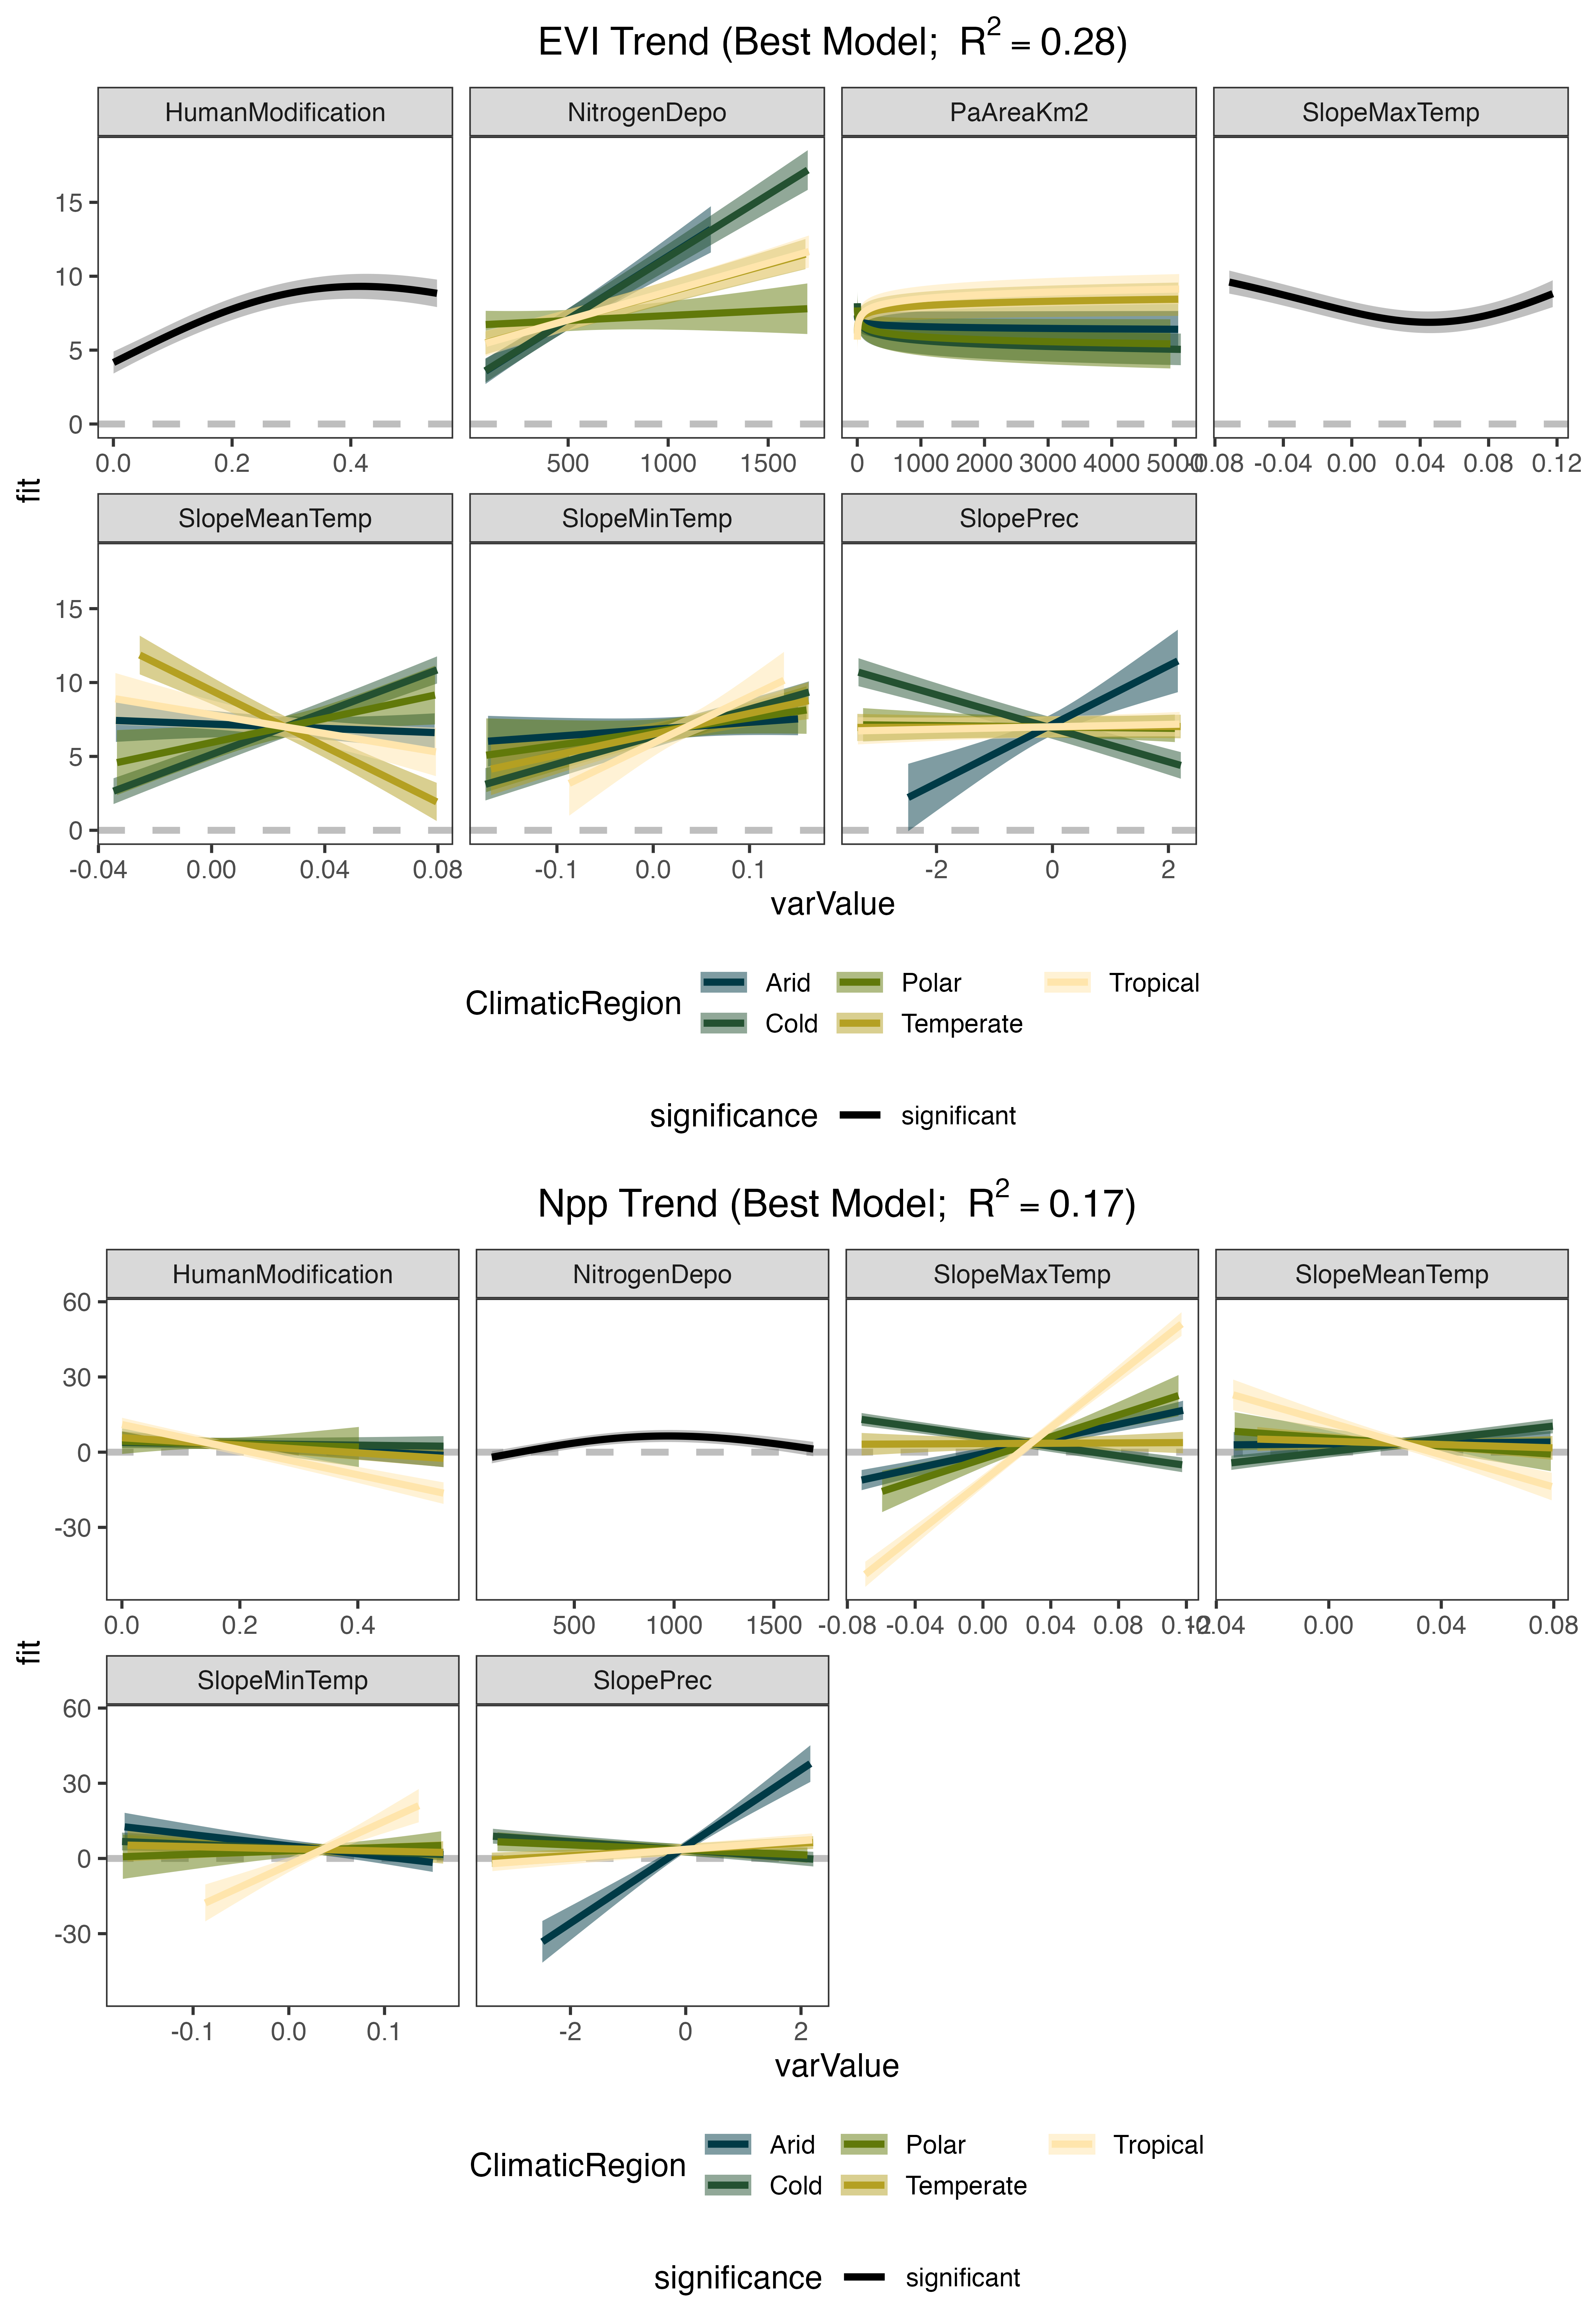 EVI Trend (Best Model; R² = 0.28)
HumanModification NitrogenDepo PaAreaKm2 SlopeMaxTemp
15
10
5
0
0.0 0.2 0.4 500 1000 1500 0 1000 2000 3000 4000 5000 -0.08 -0.04 0.00 0.04 0.08 0.12
fit
SlopeMeanTemp SlopeMinTemp SlopePrec
15
10
5
0
-0.04 0.00 0.04 0.08 -0.1 0.0 0.1 -2 0 2
varValue
ClimaticRegion Arid Polar Tropical
Cold Temperate
significance significant
Npp Trend (Best Model; R² = 0.17)
HumanModification NitrogenDepo SlopeMaxTemp SlopeMeanTemp
60
30
0
-30
0.0 0.2 0.4 500 1000 1500 -0.08 -0.04 0.00 0.04 0.08 0.12 -0.04 0.00 0.04 0.08
fit
SlopeMinTemp SlopePrec
60
30
0
-30
-0.1 0.0 0.1 -2 0 2
varValue
ClimaticRegion Arid Polar Tropical
Cold Temperate
significance significant